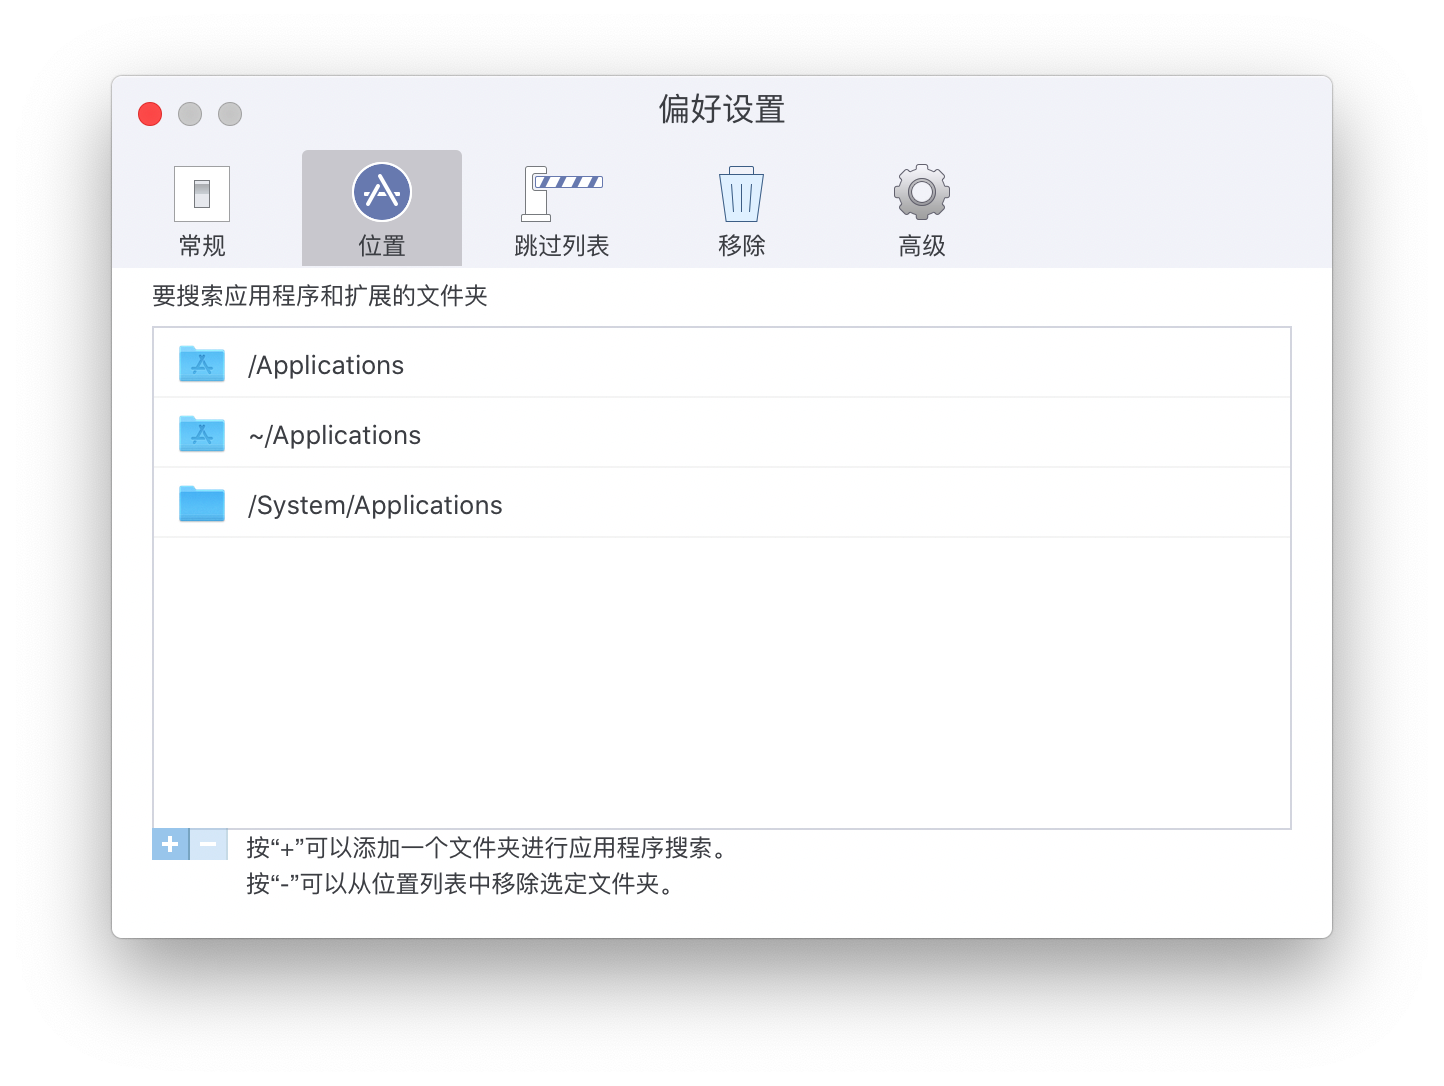 偏好设置
常规
位置
跳过列表
移除
高级
要搜索应用程序和扩展的文件夹
/Applications
~/Applications
/System/Applications
按“+”可以添加一个文件夹进行应用程序搜索。
按“-”可以从位置列表中移除选定文件夹。